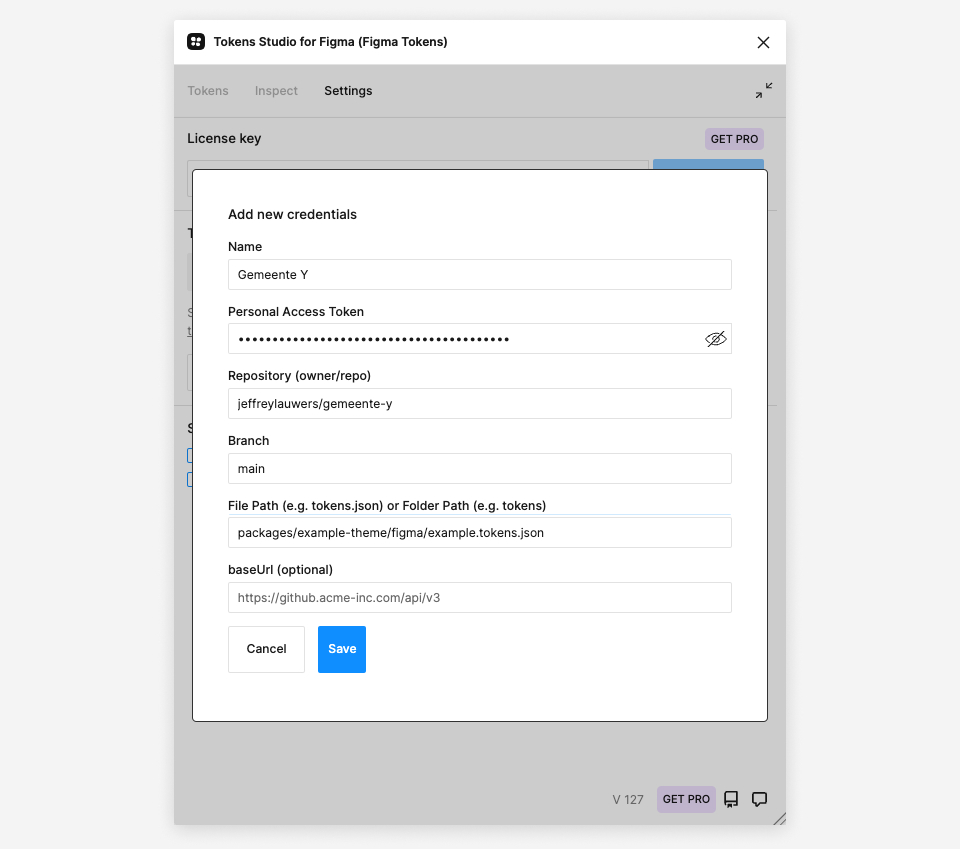 Tokens Studio for Figma (Figma Tokens)
Tokens Inspect Settings
License key GET PRO
Add new credentials
Name
Gemeente Y
Personal Access Token
••••••••••••••••••••••••••••••••••••••••
Repository (owner/repo)
jeffreylauwers/gemeente-y
Branch
main
File Path (e.g. tokens.json) or Folder Path (e.g. tokens)
packages/example-theme/figma/example.tokens.json
baseUrl (optional)
https://github.acme-inc.com/api/v3
Cancel Save
V 127 GET PRO